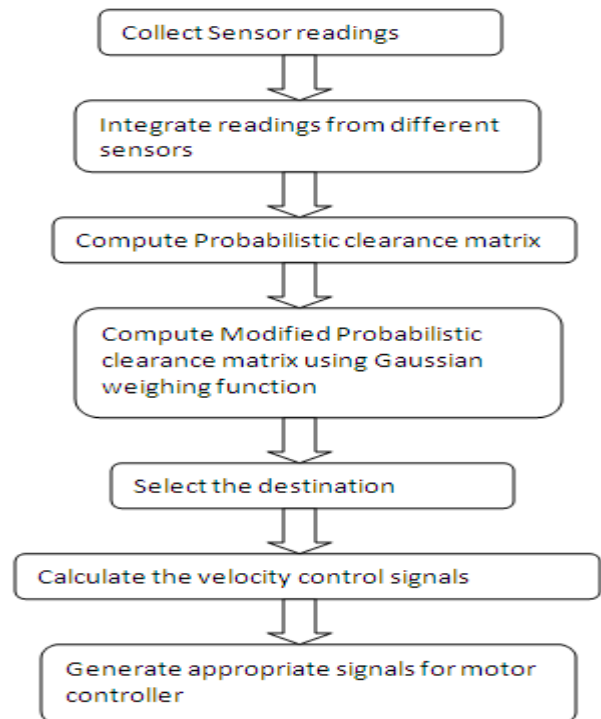 Collect Sensor readings
Integrate readings from different
sensors
Compute Probabilistic clearance matrix
Compute Modified Probabilistic
clearance matrix using Gaussian
weighing function
Select the destination
Calculate the velocity control signals
Generate appropriate signals for motor
controller